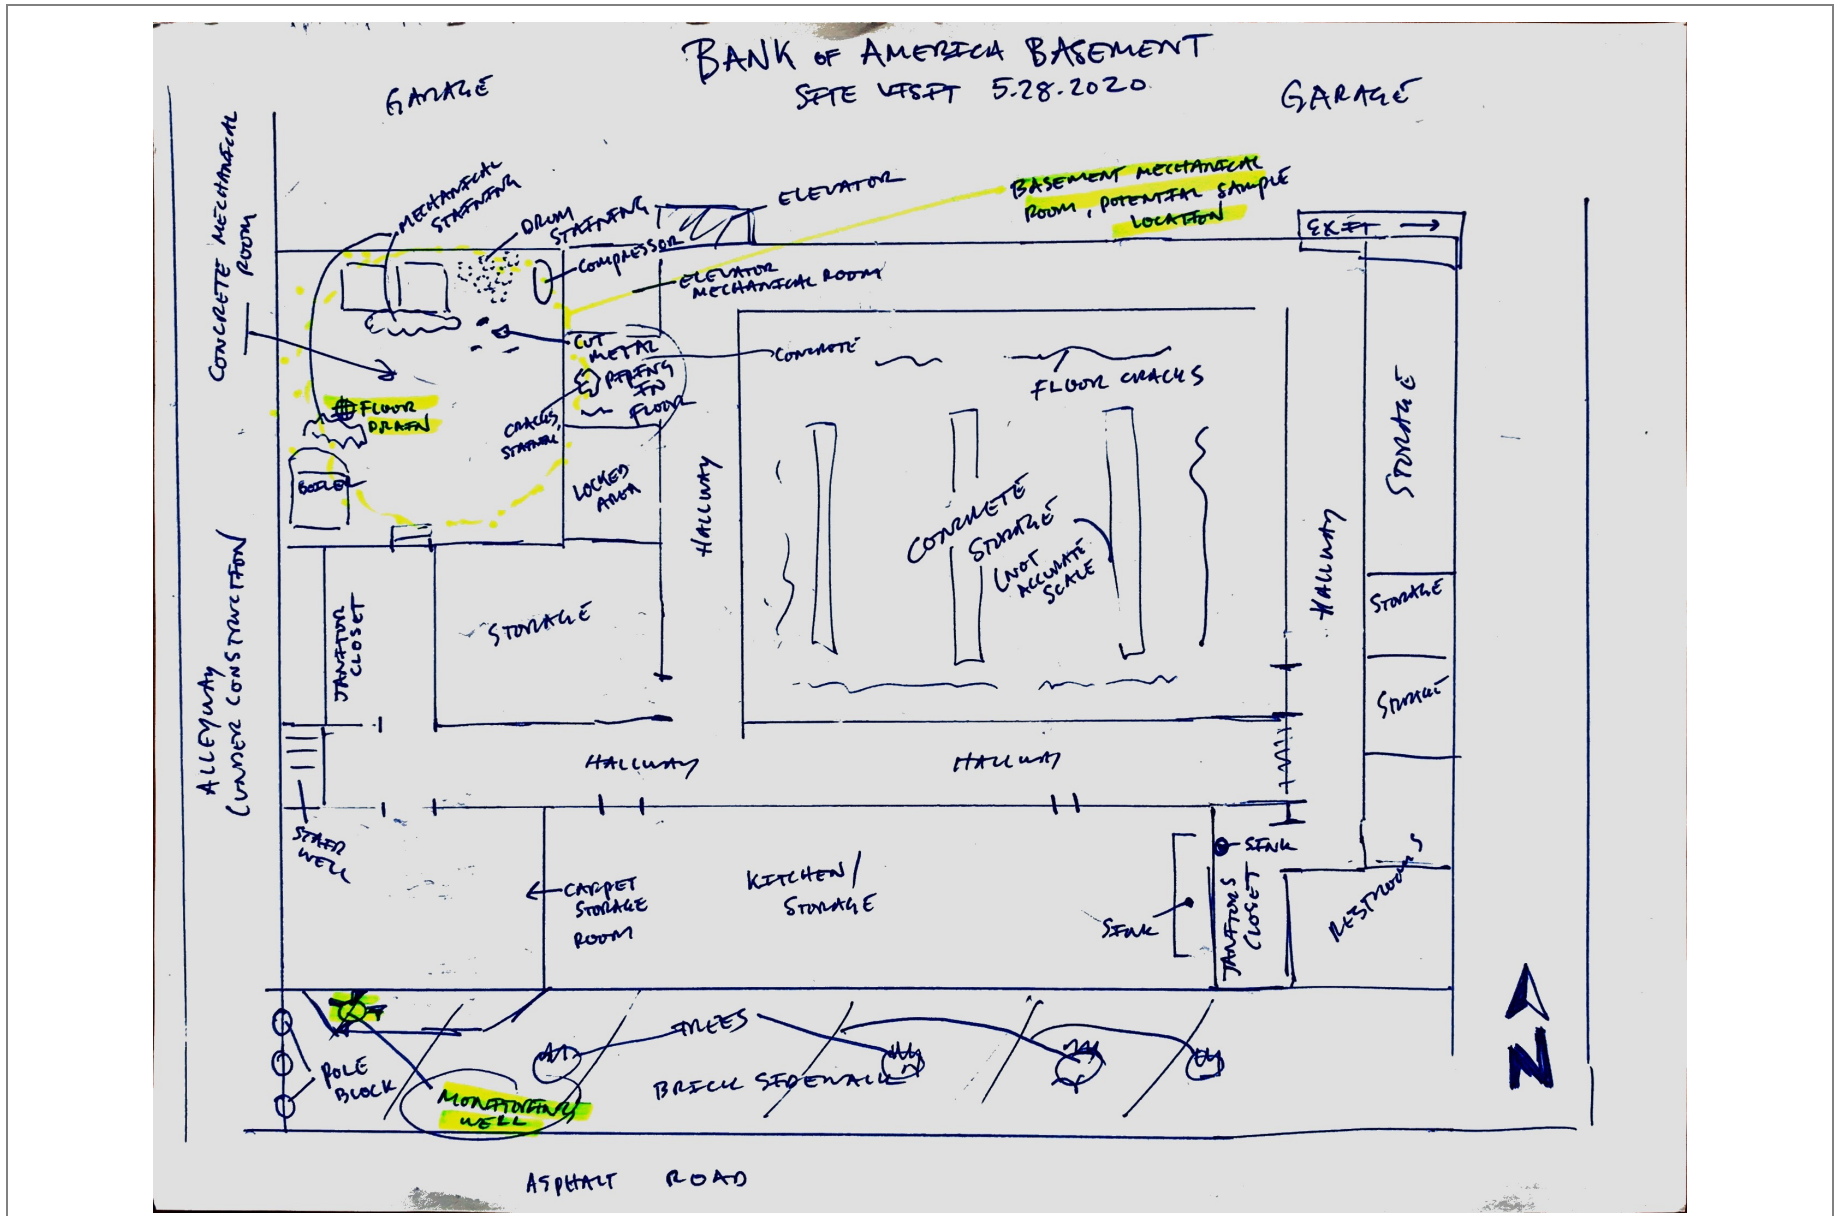 BANK OF AMERICA BASEMENT
SITE VISIT 5.28.2020
GARAGE
GARAGE
CONCRETE MECHANICAL
ROOM
MECHANICAL
STAINING
DRUM
STAINING
COMPRESSOR
ELEVATOR
BASEMENT MECHANICAL
ROOM, POTENTIAL SAMPLE
LOCATION
EXIT
ELEVATOR
MECHANICAL ROOM
CUT
METAL
PIPING
IN
FLOOR
CONCRETE
FLOOR CRACKS
FLOOR
DRAIN
CRACKS,
BOILER
LOCKED
AREA
HALLWAY
CONCRETE
STORAGE
(NOT
ACCURATE
SCALE
HALLWAY
STORAGE
STORAGE
STORAGE
ALLEYWAY
(UNDER CONSTRUCTION)
JANITOR
CLOSET
STORAGE
HALLWAY
HALLWAY
STAIR
WELL
CARPET
STORAGE
ROOM
KITCHEN/
STORAGE
SINK
SINK
JANITORS
CLOSET
RESTROOMS
POLE
BLOCK
MONITORING
WELL
TREES
BRICK SIDEWALK
N
ASPHALT ROAD